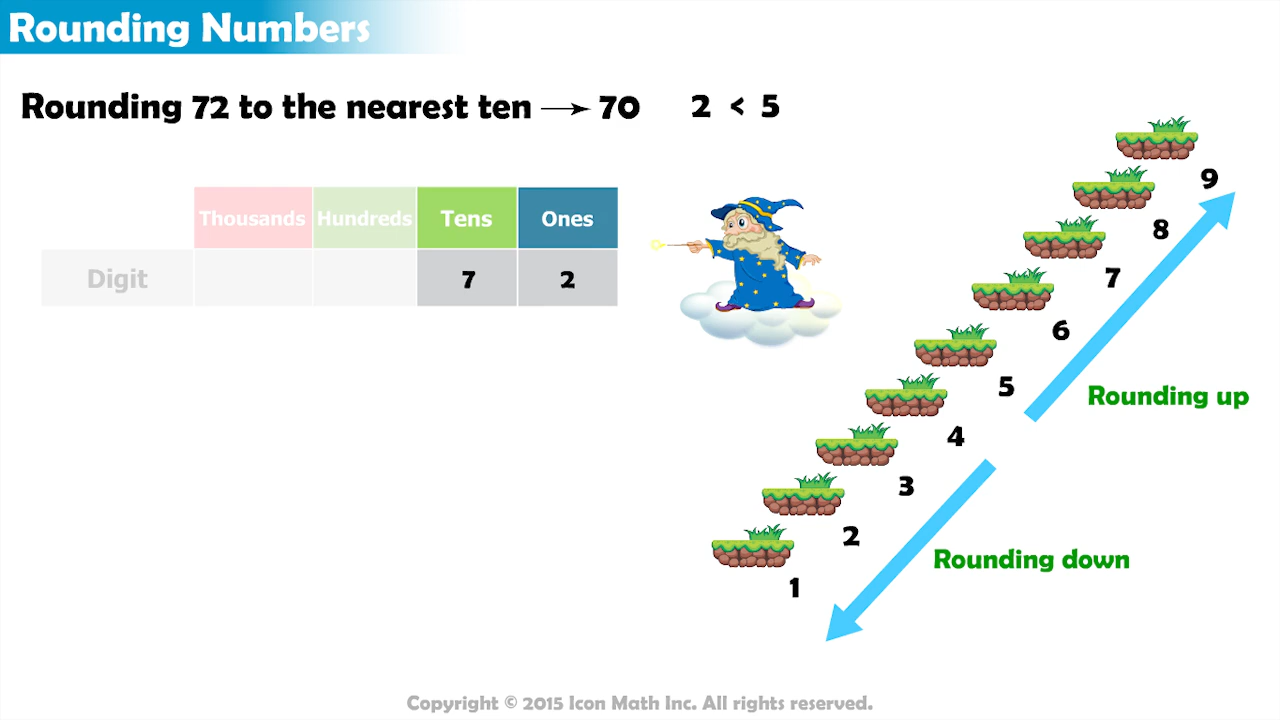 Rounding Numbers
Rounding 72 to the nearest ten → 70 2 < 5
Thousands Hundreds Tens Ones
Digit 7 2
9
8
7
6
5
Rounding up
4
3
2
Rounding down
1
Copyright © 2015 Icon Math Inc. All rights reserved.